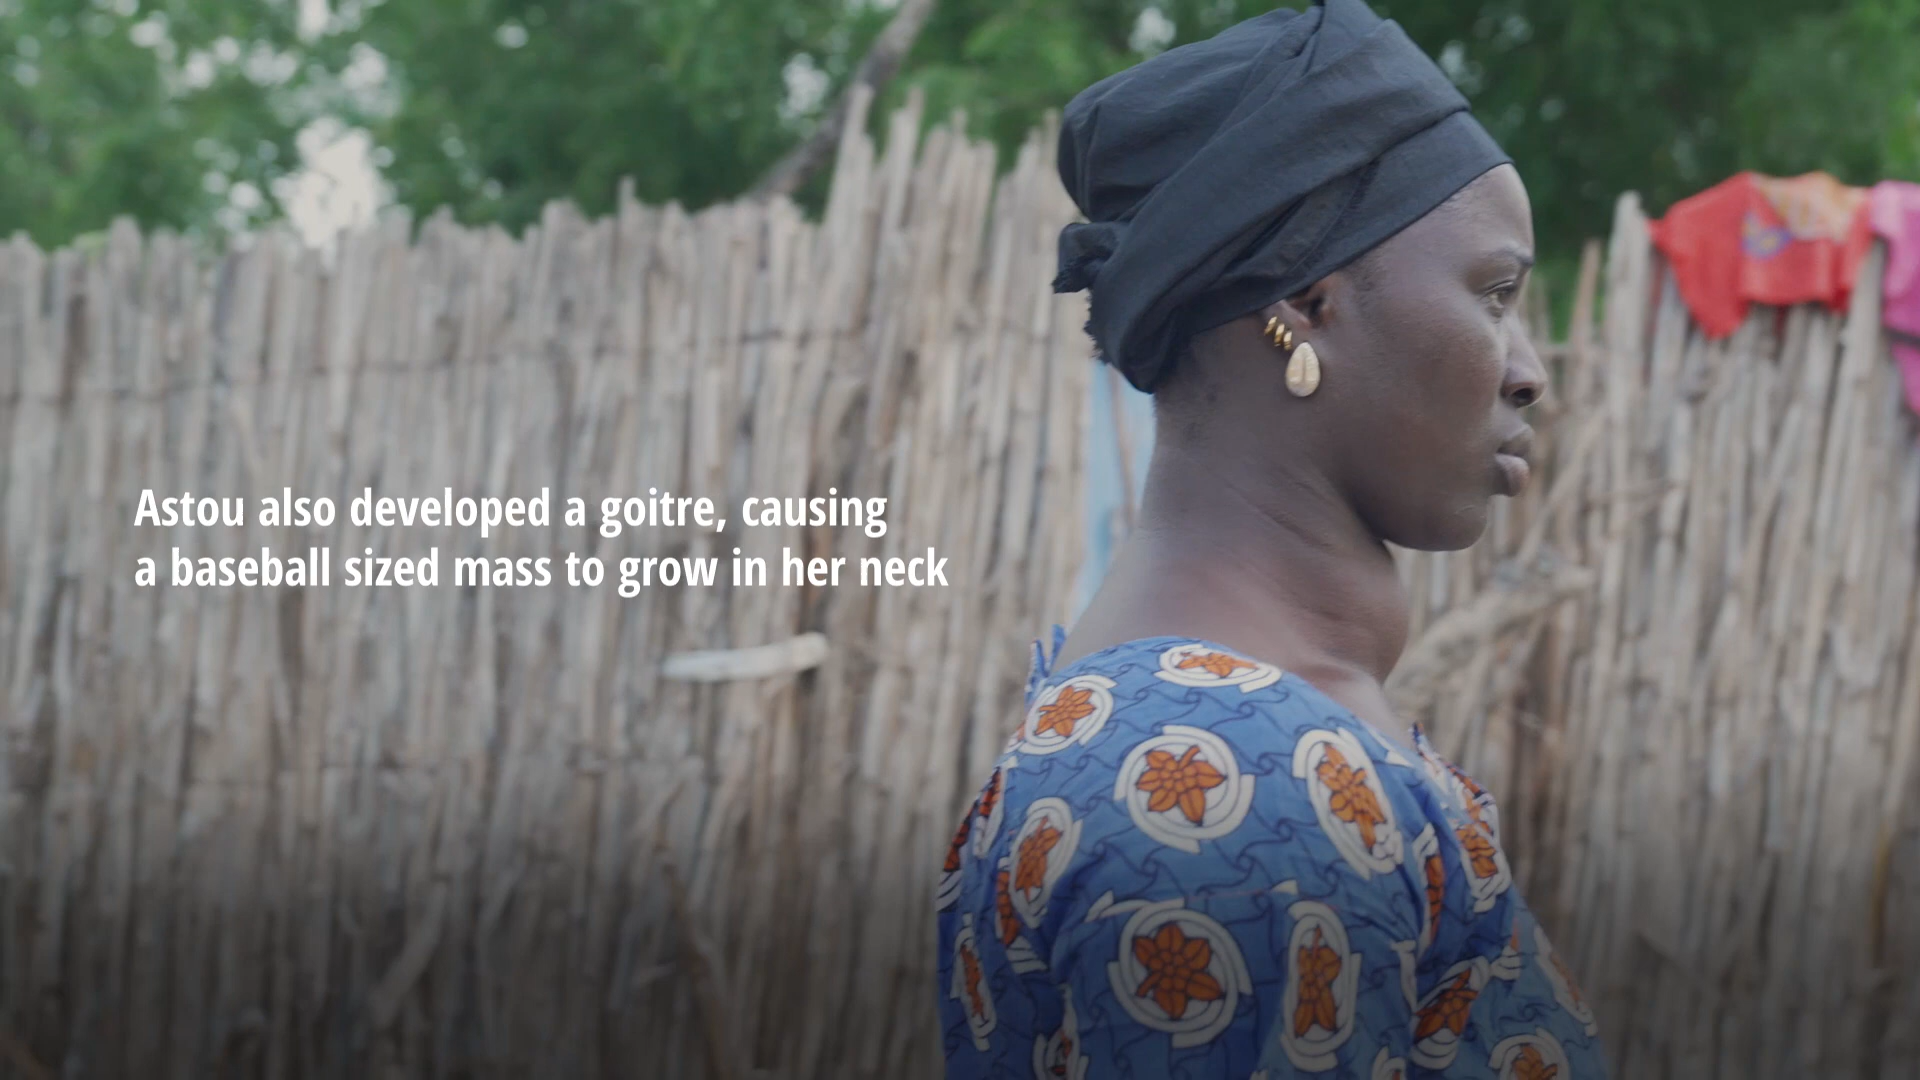 Astou also developed a goitre, causing
a baseball sized mass to grow in her neck